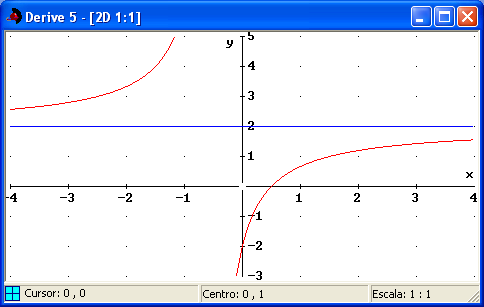 Derive 5 - [2D 1:1]
y 5
4
3
2
1
x
-4 -3 -2 -1 1 2 3 4
-1
-2
-3
Cursor: 0 , 0 Centro: 0 , 1 Escala: 1 : 1